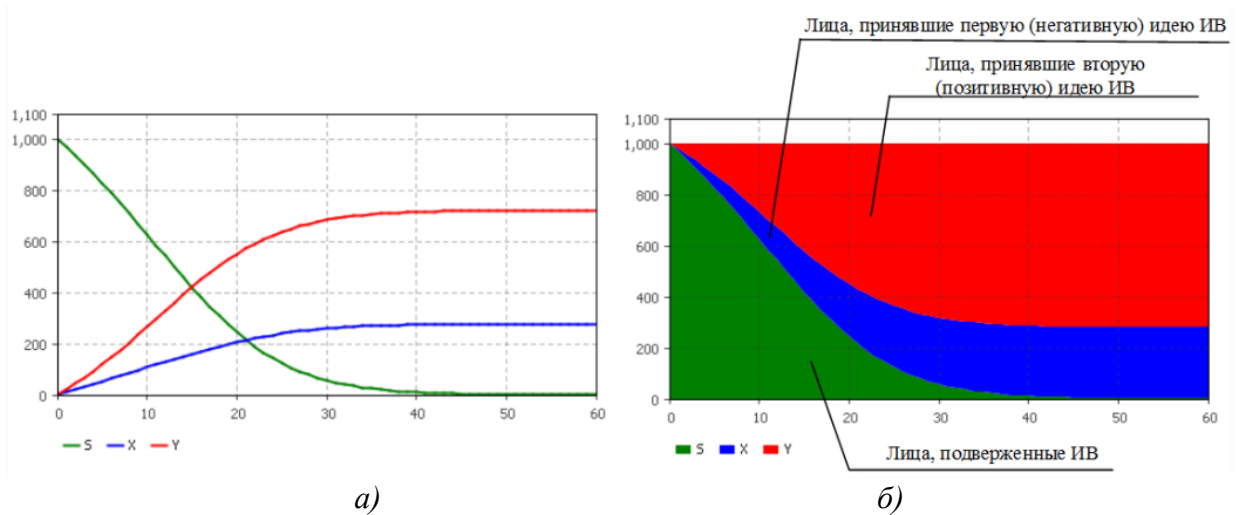 Лица, принявшие первую (негативную) идею ИВ
Лица, принявшие вторую
(позитивную) идею ИВ
1,100
1,000
800
600
400
200
0
0 10 20 30 40 50 60
S X Y
1,100
1,000
800
600
400
200
0
0 10 20 30 40 50 60
S X Y
Лица, подверженные ИВ
а) б)